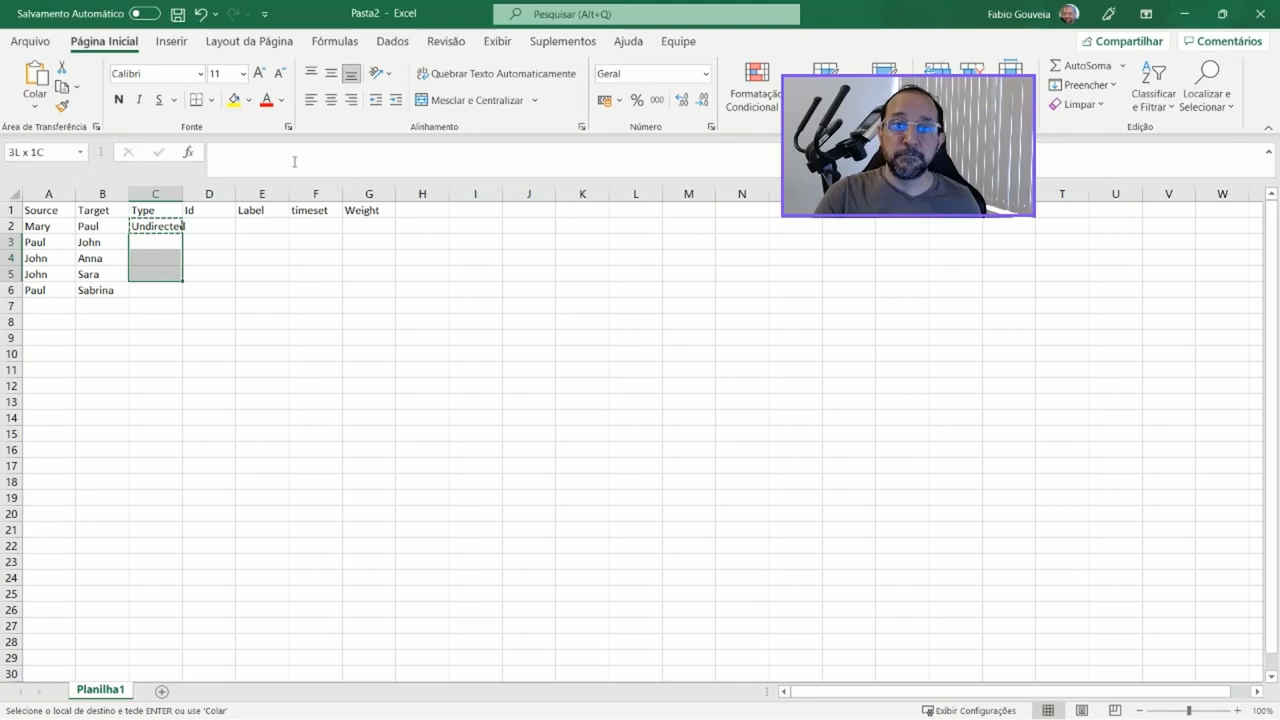 Salvamento Automático
Pasta2 - Excel
Pesquisar (Alt+Q)
Fabio Gouveia
Arquivo Página Inicial Inserir Layout da Página Fórmulas Dados Revisão Exibir Suplementos Ajuda Equipe
Compartilhar Comentários
Colar
Calibri 11
N I S
Quebrar Texto Automaticamente
Mesclar e Centralizar
Geral
% 000
Formatação
Condicional
AutoSoma
Preencher
Limpar
Classificar
e Filtrar
Localizar e
Selecionar
Área de Transferência Fonte Alinhamento Número Edição
3L x 1C fx
A B C D E F G H I J K L M N T U V W
1 Source Target Type Id Label timeset Weight
2 Mary Paul Undirected
3 Paul John
4 John Anna
5 John Sara
6 Paul Sabrina
7
8
9
10
11
12
13
14
15
16
17
18
19
20
21
22
23
24
25
26
27
28
29
30
Planilha1
Selecione o local de destino e tecle ENTER ou use 'Colar' Exibir Configurações 100%